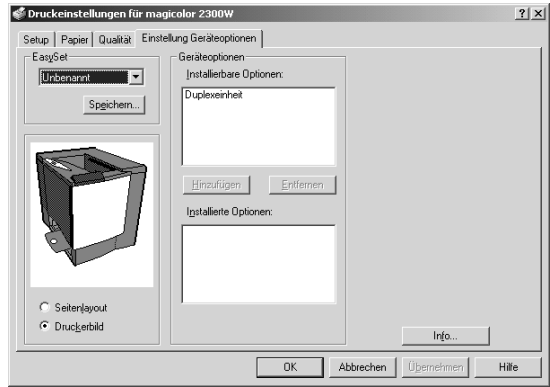 Druckeinstellungen für magicolor 2300W
Setup Papier Qualität Einstellung Geräteoptionen
EasySet
Unbenannt
Speichern...
Seitenlayout
Druckerbild
Geräteoptionen
Installierbare Optionen:
Duplexeinheit
Hinzufügen Entfernen
Installierte Optionen:
Info...
OK Abbrechen Übernehmen Hilfe